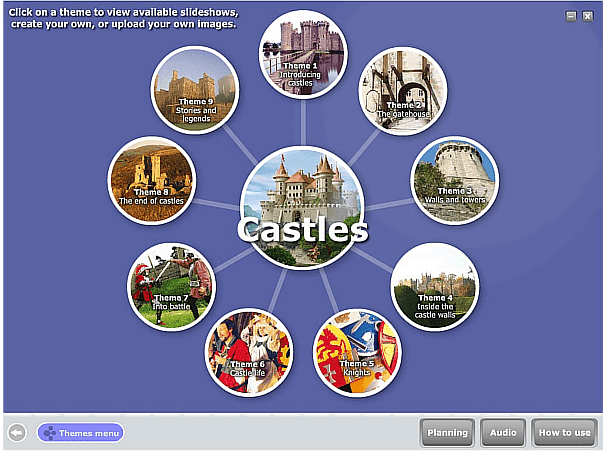 Click on a theme to view available slideshows,
create your own, or upload your own images.
Theme 1
Introducing
castles
Theme 2
The gatehouse
Theme 3
Walls and towers
Theme 4
Inside the
castle walls
Theme 5
Knights
Theme 6
Castle life
Theme 7
Into battle
Theme 8
The end of castles
Theme 9
Stories and
legends
Castles
Themes menu
Planning
Audio
How to use